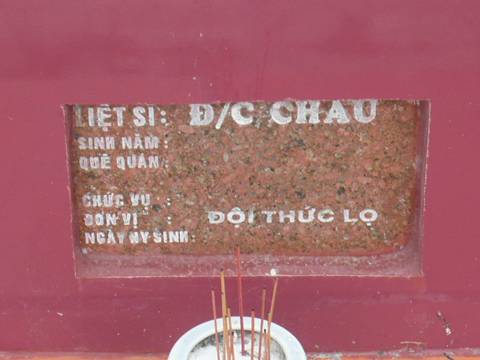 LIỆT SĨ: Đ/C CHÂU
SINH NĂM:
QUÊ QUÁN:
CHỨC VỤ :
ĐƠN VỊ : ĐỘI THỨC LỌ
NGÀY HY SINH: